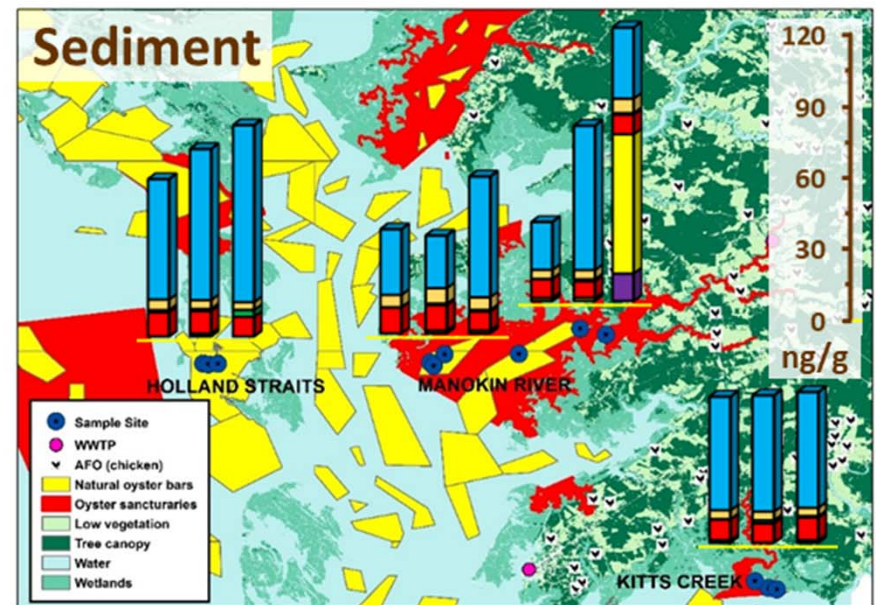 Sediment
120
90
60
30
0
ng/g
HOLLAND STRAITS
MANOKIN RIVER
Sample Site
WWTP
AFO (chicken)
Natural oyster bars
Oyster sancturaries
Low vegetation
Tree canopy
Water
Wetlands
KITTS CREEK